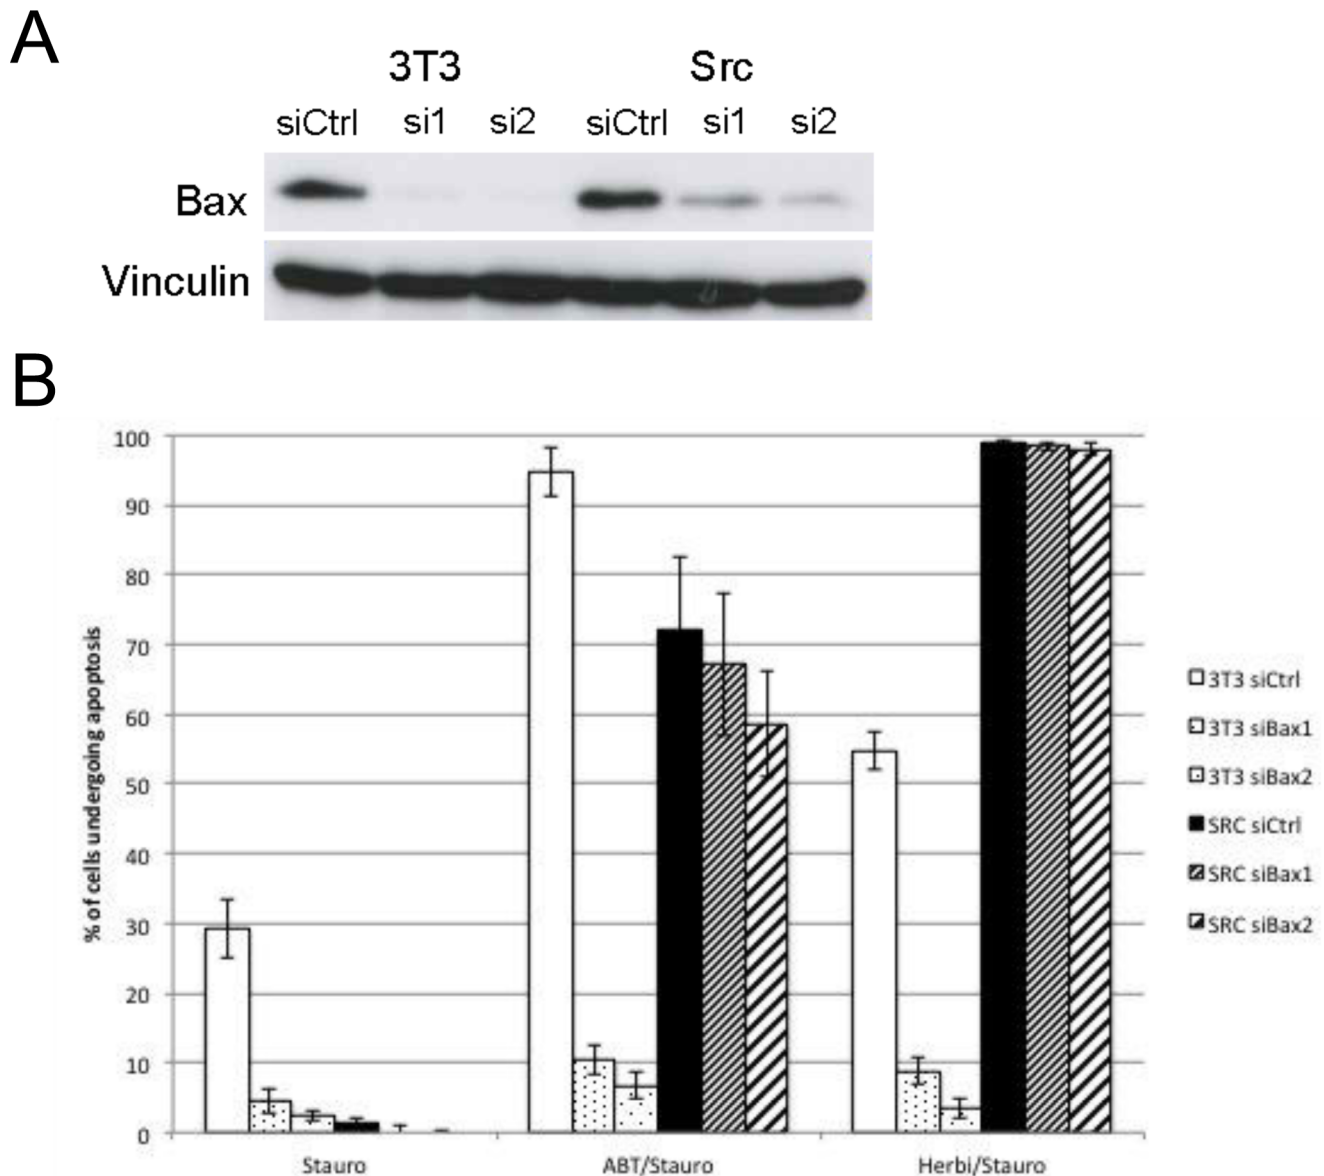 A
3T3 Src
siCtrl si1 si2 siCtrl si1 si2
Bax
Vinculin
B
% of cells undergoing apoptosis
100
90
80
70
60
50
40
30
20
10
0
Stauro ABT/Stauro Herbi/Stauro
3T3 siCtrl
3T3 siBax1
3T3 siBax2
SRC siCtrl
SRC siBax1
SRC siBax2